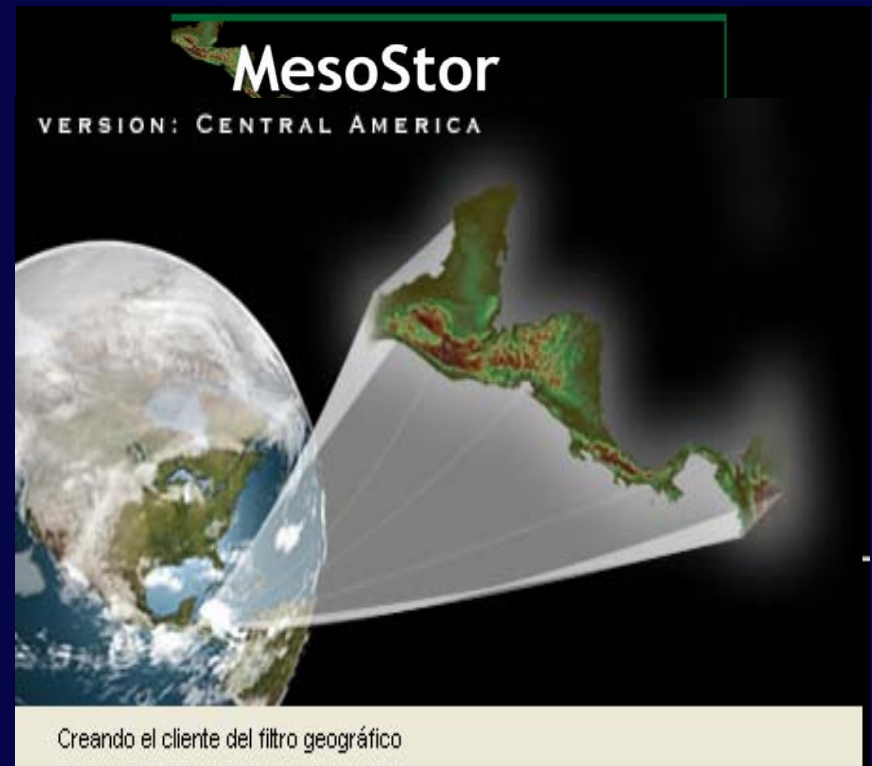 MesoStor
VERSION: CENTRAL AMERICA
Creando el cliente del filtro geográfico